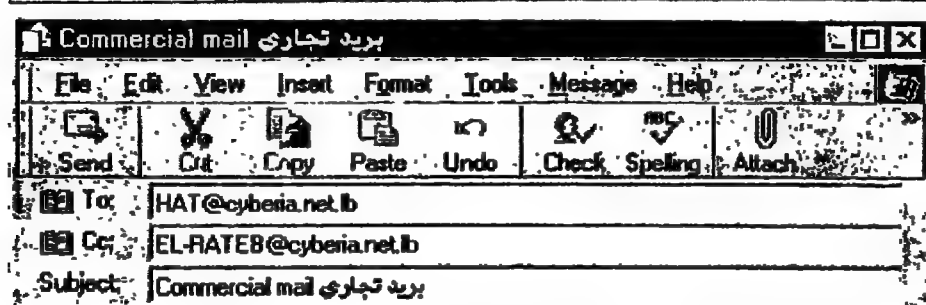 Commercial mail بريد تجاري
File Edit View Insert Format Tools Message Help
Send Cut Copy Paste Undo Check Spelling Attach »
To: HAT@cyberia.net.lb
Cc: EL-RATEB@cyberia.net.lb
Subject: Commercial mail بريد تجاري